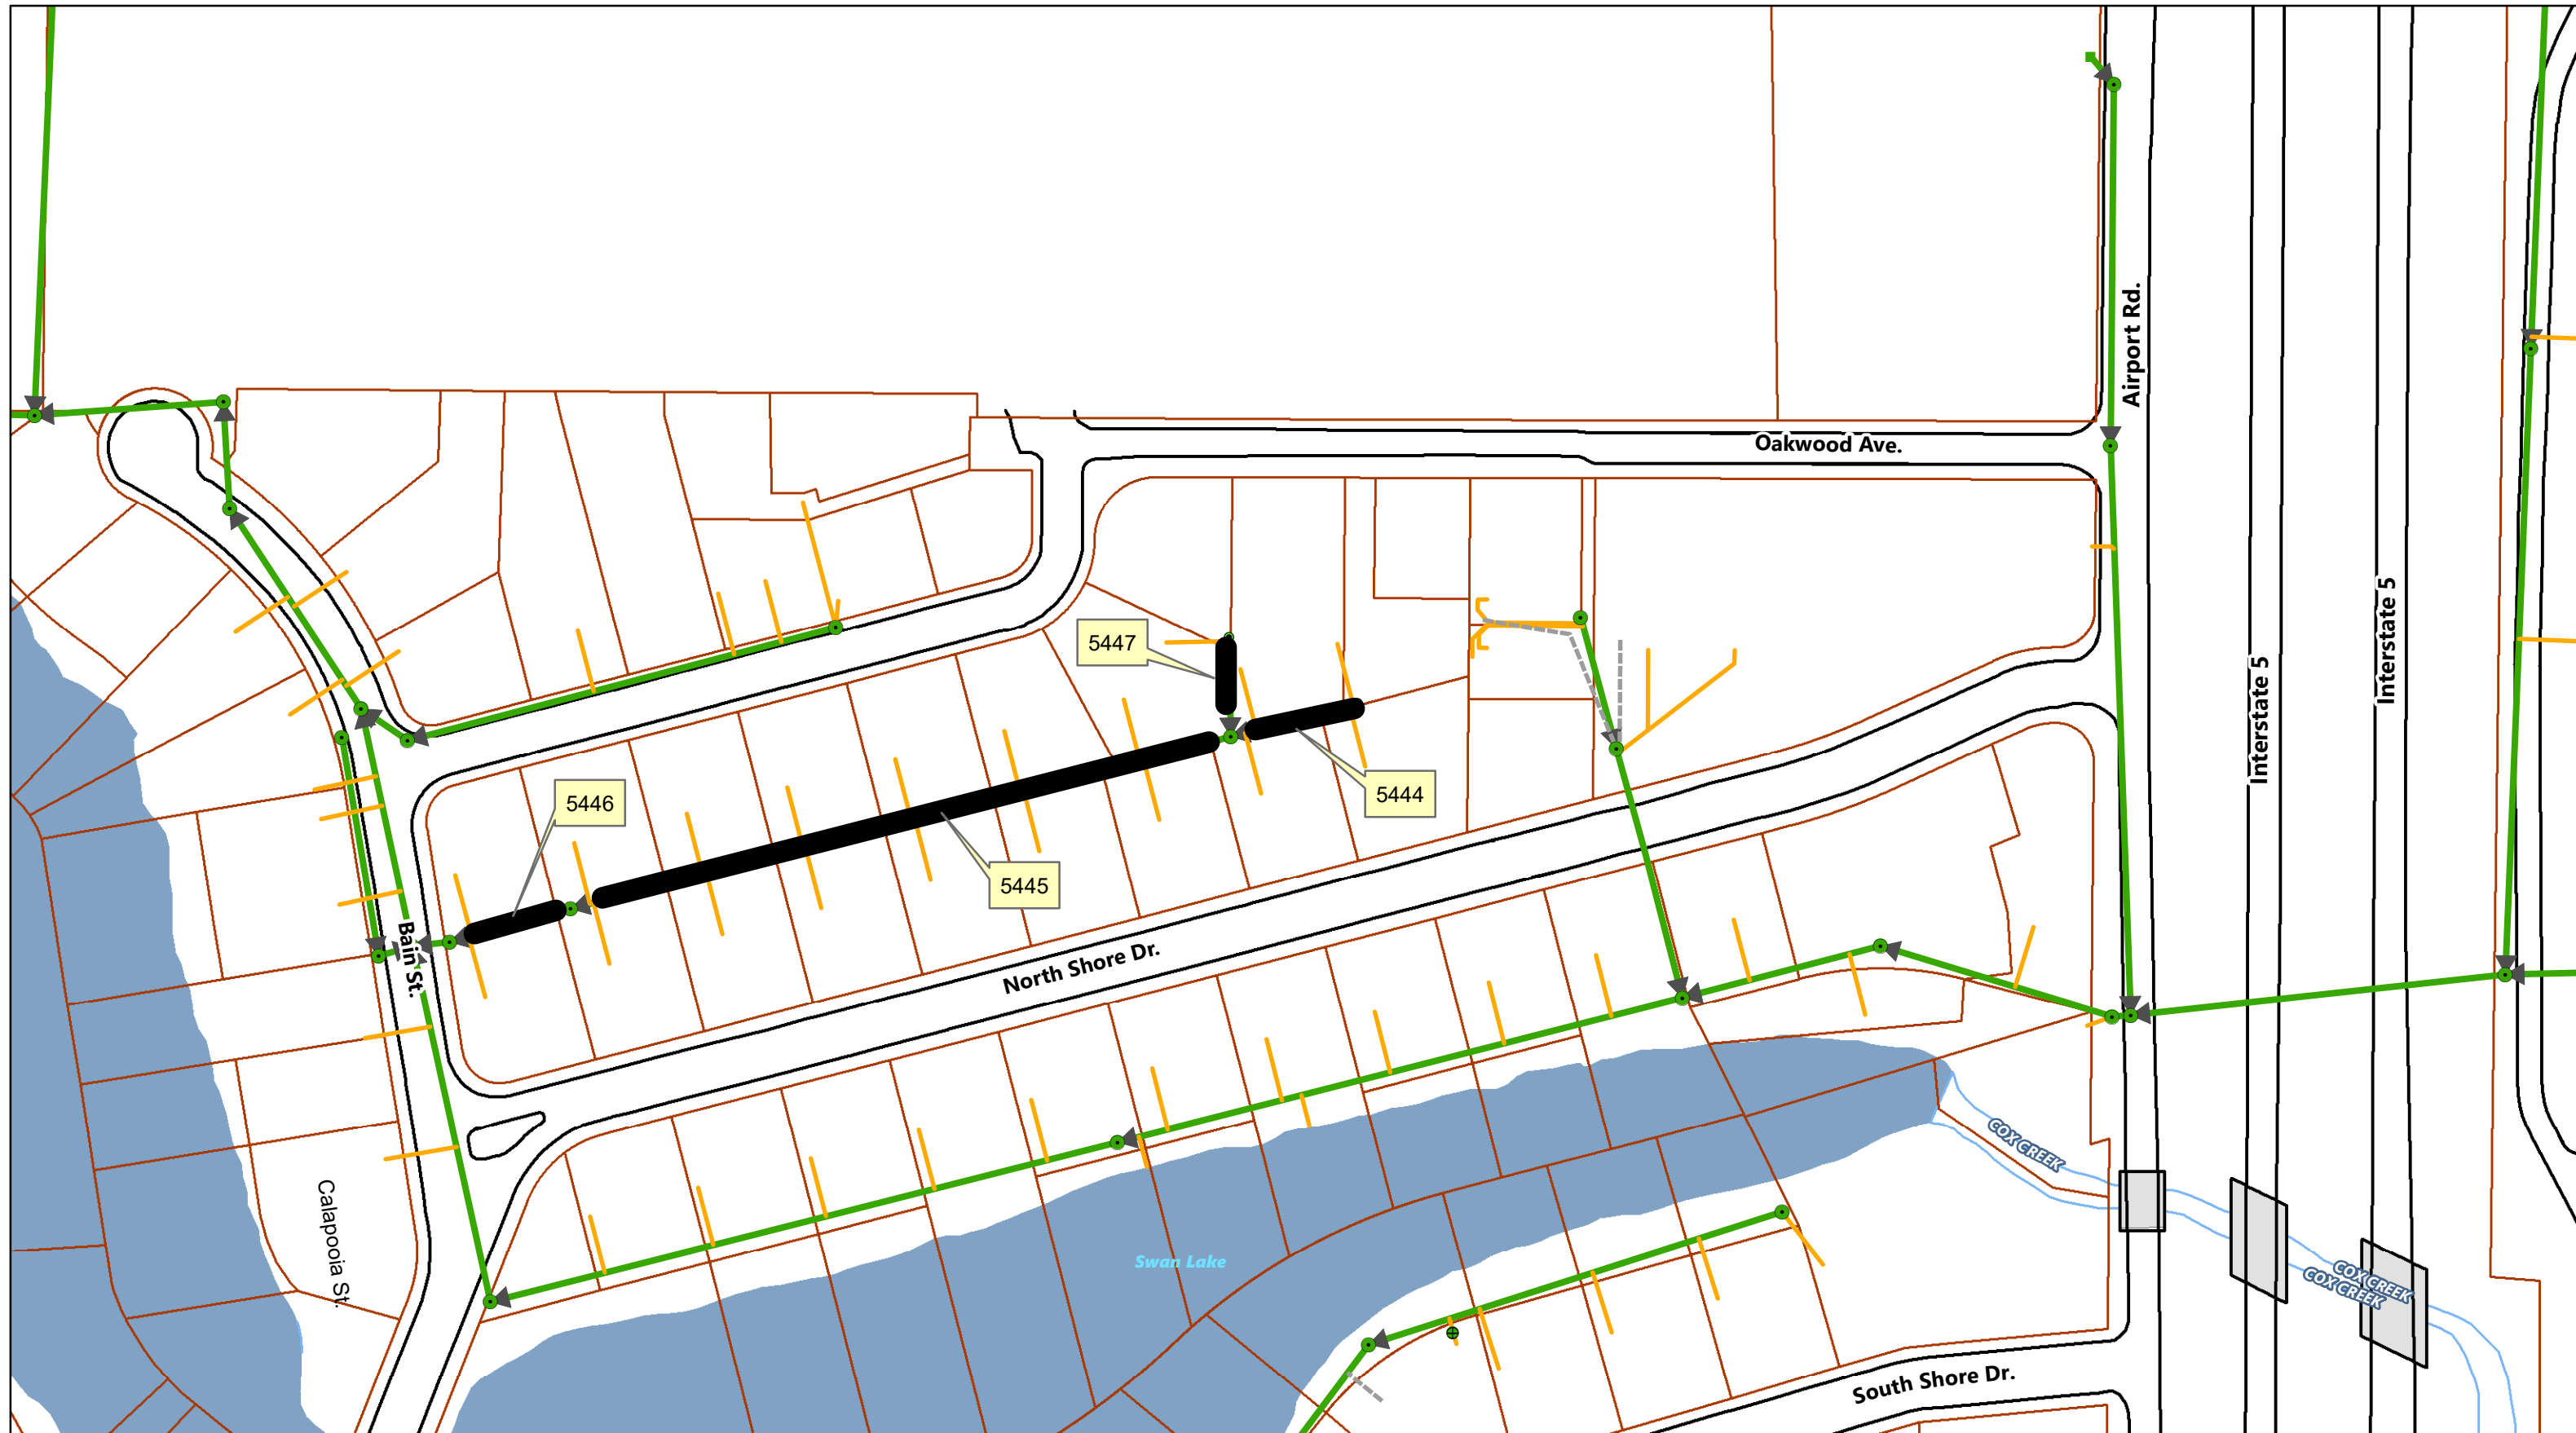 Airport Rd.
Oakwood Ave.
Interstate 5
Interstate 5
5447
5444
5446
5445
Bain St.
North Shore Dr.
COX CREEK
Calapooia St.
Swan Lake
COX CREEK
COX CREEK
South Shore Dr.